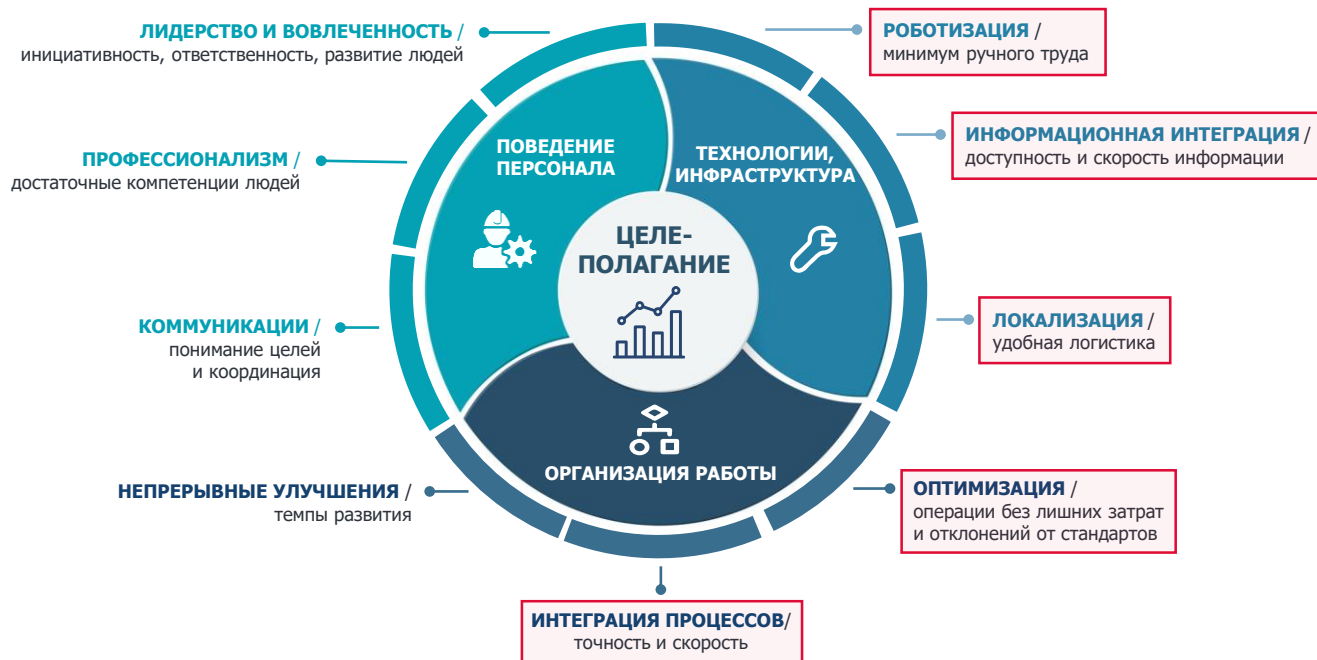 ЛИДЕРСТВО И ВОВЛЕЧЕННОСТЬ /
инициативность, ответственность, развитие людей
ПРОФЕССИОНАЛИЗМ /
достаточные компетенции людей
КОММУНИКАЦИИ /
понимание целей
и координация
НЕПРЕРЫВНЫЕ УЛУЧШЕНИЯ /
темпы развития
ПОВЕДЕНИЕ
ПЕРСОНАЛА
ТЕХНОЛОГИИ,
ИНФРАСТРУКТУРА
ЦЕЛЕ-
ПОЛАГАНИЕ
ОРГАНИЗАЦИЯ РАБОТЫ
РОБОТИЗАЦИЯ /
минимум ручного труда
ИНФОРМАЦИОННАЯ ИНТЕГРАЦИЯ /
доступность и скорость информации
ЛОКАЛИЗАЦИЯ /
удобная логистика
ОПТИМИЗАЦИЯ /
операции без лишних затрат
и отклонений от стандартов
ИНТЕГРАЦИЯ ПРОЦЕССОВ/
точность и скорость